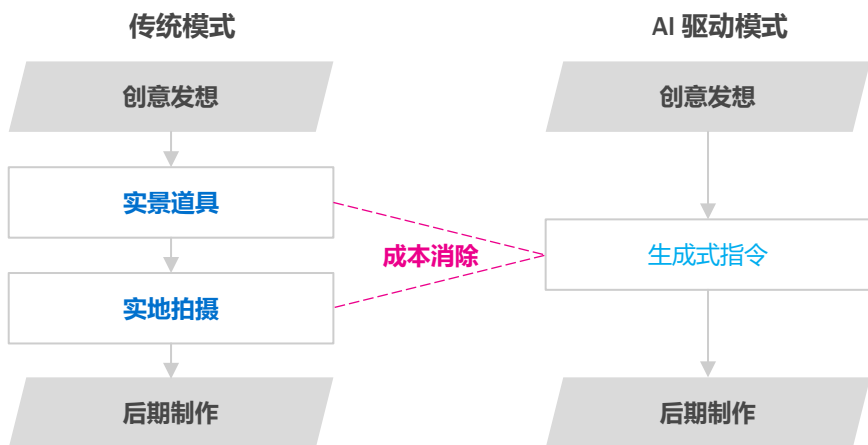 传统模式
AI 驱动模式
创意发想
创意发想
实景道具
成本消除
生成式指令
实地拍摄
后期制作
后期制作